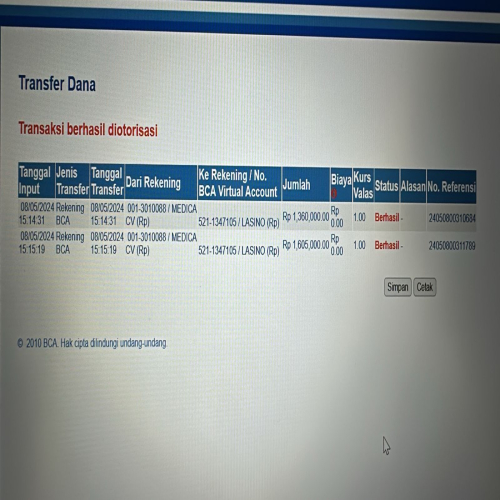 Transfer Dana
Transaksi berhasil diotorisasi
Tanggal Input Jenis Transfer Tanggal Transfer Dari Rekening Ke Rekening / No. BCA Virtual Account Jumlah Biaya Kurs Valas Status Alasan No. Referensi
08/05/2024 15:14:31 Rekening BCA 08/05/2024 15:14:31 001-3010088 / MEDICA CV (Rp) 521-1347105 / LASINO (Rp) Rp 1,360,000.00 Rp 0.00 1.00 Berhasil - 24050800310684
08/05/2024 15:15:19 Rekening BCA 08/05/2024 15:15:19 001-3010088 / MEDICA CV (Rp) 521-1347105 / LASINO (Rp) Rp 1,605,000.00 Rp 0.00 1.00 Berhasil - 24050800311789
Simpan Cetak
© 2010 BCA. Hak cipta dilindungi undang-undang.